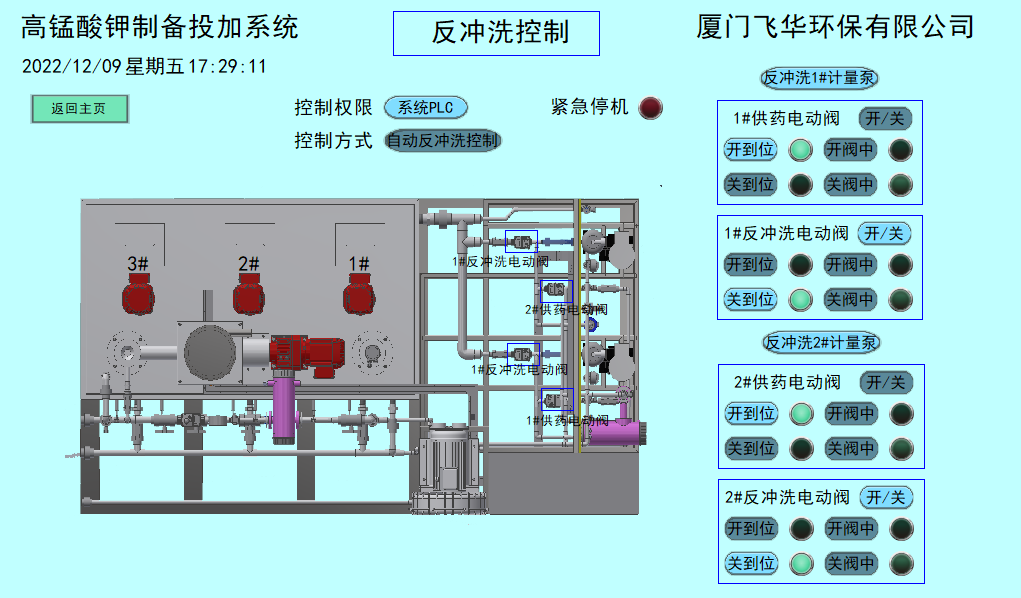 高锰酸钾制备投加系统
反冲洗控制
厦门飞华环保有限公司
2022/12/09 星期五 17:29:11
返回主页
控制权限 系统PLC
紧急停机
控制方式 自动反冲洗控制
反冲洗1#计量泵
1#供药电动阀 开/关
开到位 开阀中
关到位 关阀中
1#反冲洗电动阀 开/关
开到位 开阀中
关到位 关阀中
反冲洗2#计量泵
2#供药电动阀 开/关
开到位 开阀中
关到位 关阀中
2#反冲洗电动阀 开/关
开到位 开阀中
关到位 关阀中
3#
2#
1#
1#反冲洗电动阀
2#供药电动阀
1#反冲洗电动阀
1#供药电动阀